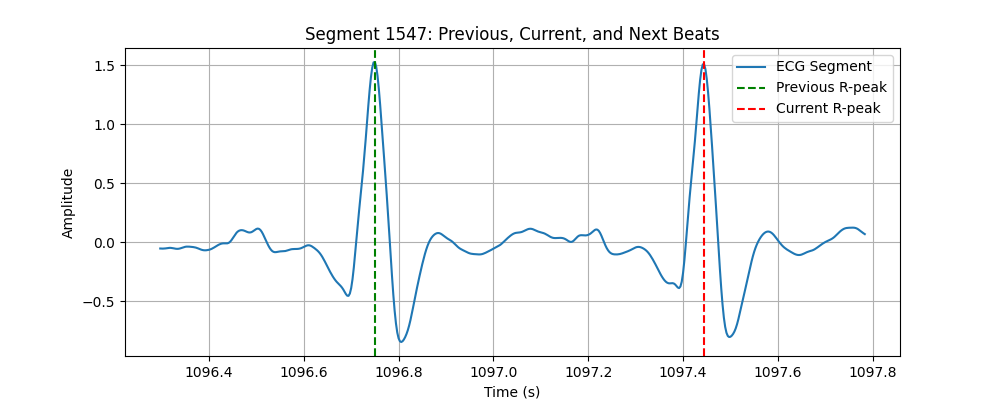 Segment 1547: Previous, Current, and Next Beats
ECG Segment
Previous R-peak
Current R-peak
1.5
1.0
0.5
0.0
−0.5
Amplitude
1096.4 1096.6 1096.8 1097.0 1097.2 1097.4 1097.6 1097.8
Time (s)